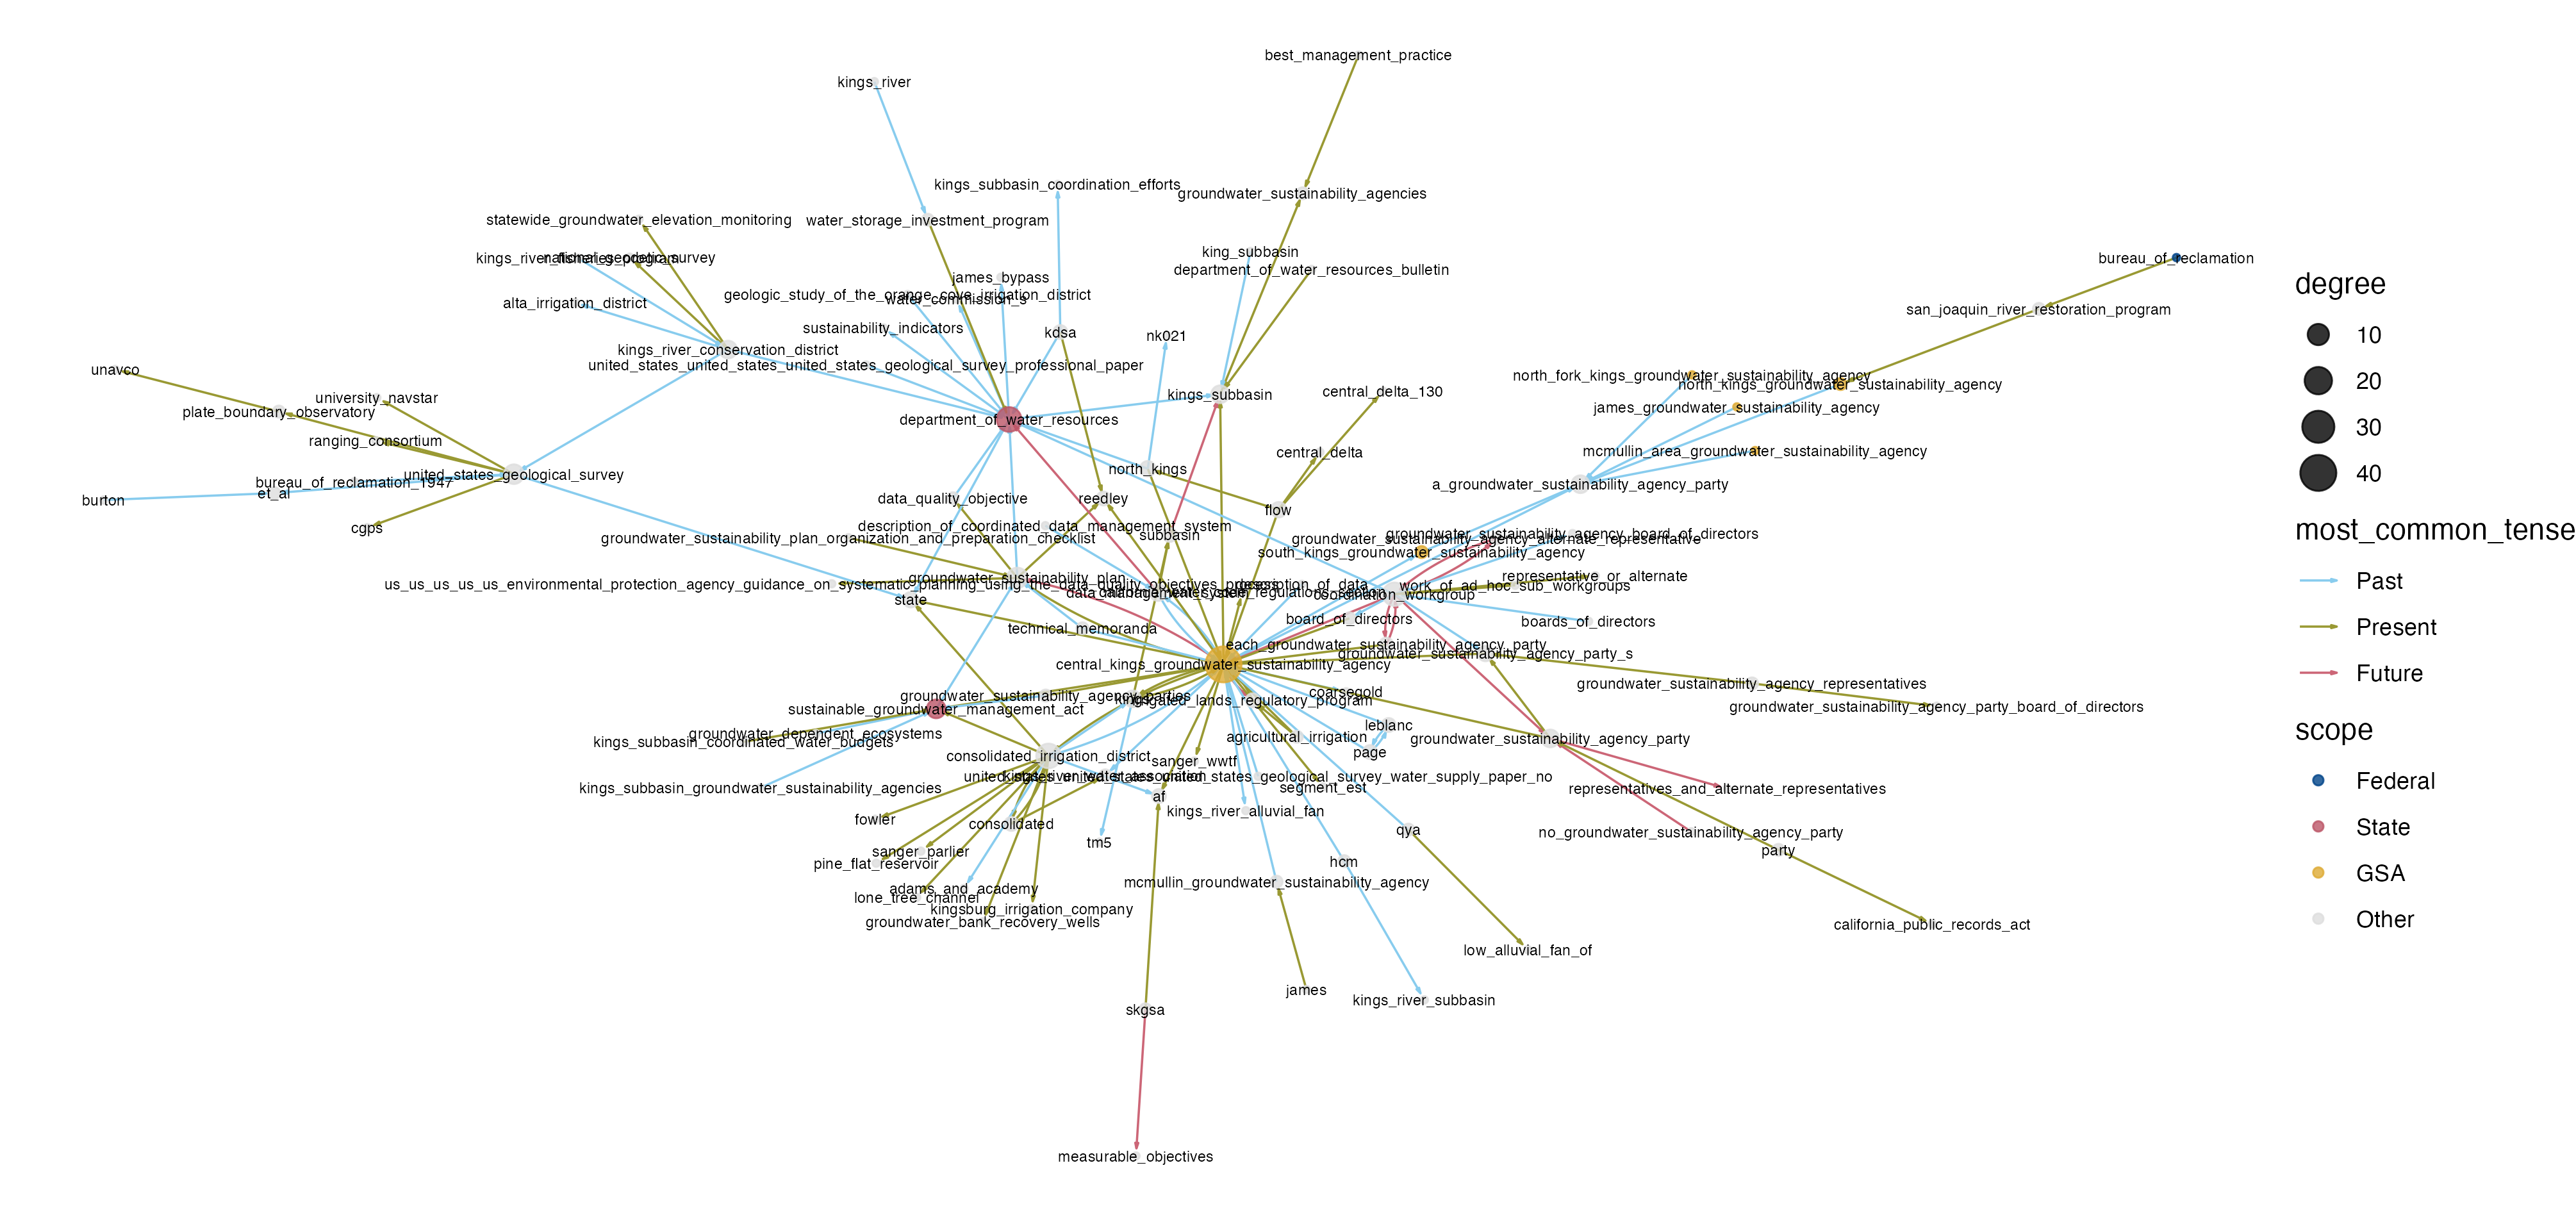 best_management_practice
kings_river
kings_subbasin_coordination_efforts
groundwater_sustainability_agencies
statewide_groundwater_elevation_monitoring
water_storage_investment_program
king_subbasin
kings_river_fisheries_program
national_geodetic_survey
bureau_of_reclamation
department_of_water_resources_bulletin
james_bypass
geologic_study_of_the_orange_cove_irrigation_district
water_commission_s
alta_irrigation_district
san_joaquin_river_restoration_program
sustainability_indicators
kdsa
nk021
kings_river_conservation_district
united_states_united_states_united_states_geological_survey_professional_paper
unavco
north_fork_kings_groundwater_sustainability_agency
north_kings_groundwater_sustainability_agency
central_delta_130
kings_subbasin
university_navstar
james_groundwater_sustainability_agency
plate_boundary_observatory
department_of_water_resources
ranging_consortium
central_delta
mcmullin_area_groundwater_sustainability_agency
north_kings
united_states_geological_survey
bureau_of_reclamation_1947
a_groundwater_sustainability_agency_party
et_al
burton
data_quality_objective
reedley
flow
cgps
description_of_coordinated_data_management_system
subbasin
groundwater_sustainability_plan_organization_and_preparation_checklist
groundwater_sustainability_agency_board_of_directors
groundwater_sustainability_agency_alternate_representative
south_kings_groundwater_sustainability_agency
groundwater_sustainability_plan
us_us_us_us_us_environmental_protection_agency_guidance_on_systematic_planning_using_the_data_quality_objectives_process
description_of_data
representative_or_alternate
work_of_ad_hoc_sub_workgroups
data_management_system
coordination_workgroup
state
board_of_directors
boards_of_directors
technical_memoranda
each_groundwater_sustainability_agency_party
groundwater_sustainability_agency_party_s
central_kings_groundwater_sustainability_agency
groundwater_sustainability_agency_representatives
groundwater_sustainability_agency_parties
coarsegold
irrigated_lands_regulatory_program
sustainable_groundwater_management_act
groundwater_sustainability_agency_party_board_of_directors
leblanc
groundwater_dependent_ecosystems
agricultural_irrigation
groundwater_sustainability_agency_party
kings_subbasin_coordinated_water_budgets
page
consolidated_irrigation_district
sanger_wwtf
united_states_united_states_united_states_geological_survey_water_supply_paper_no
kings_river_water_association
kings_subbasin_groundwater_sustainability_agencies
segment_est
representatives_and_alternate_representatives
af
kings_river_alluvial_fan
fowler
consolidated
qya
no_groundwater_sustainability_agency_party
tm5
party
sanger_parlier
pine_flat_reservoir
hcm
mcmullin_groundwater_sustainability_agency
adams_and_academy
lone_tree_channel
kingsburg_irrigation_company
groundwater_bank_recovery_wells
california_public_records_act
low_alluvial_fan_of
james
kings_river_subbasin
skgsa
measurable_objectives
degree
10
20
30
40
most_common_tense
Past
Present
Future
scope
Federal
State
GSA
Other